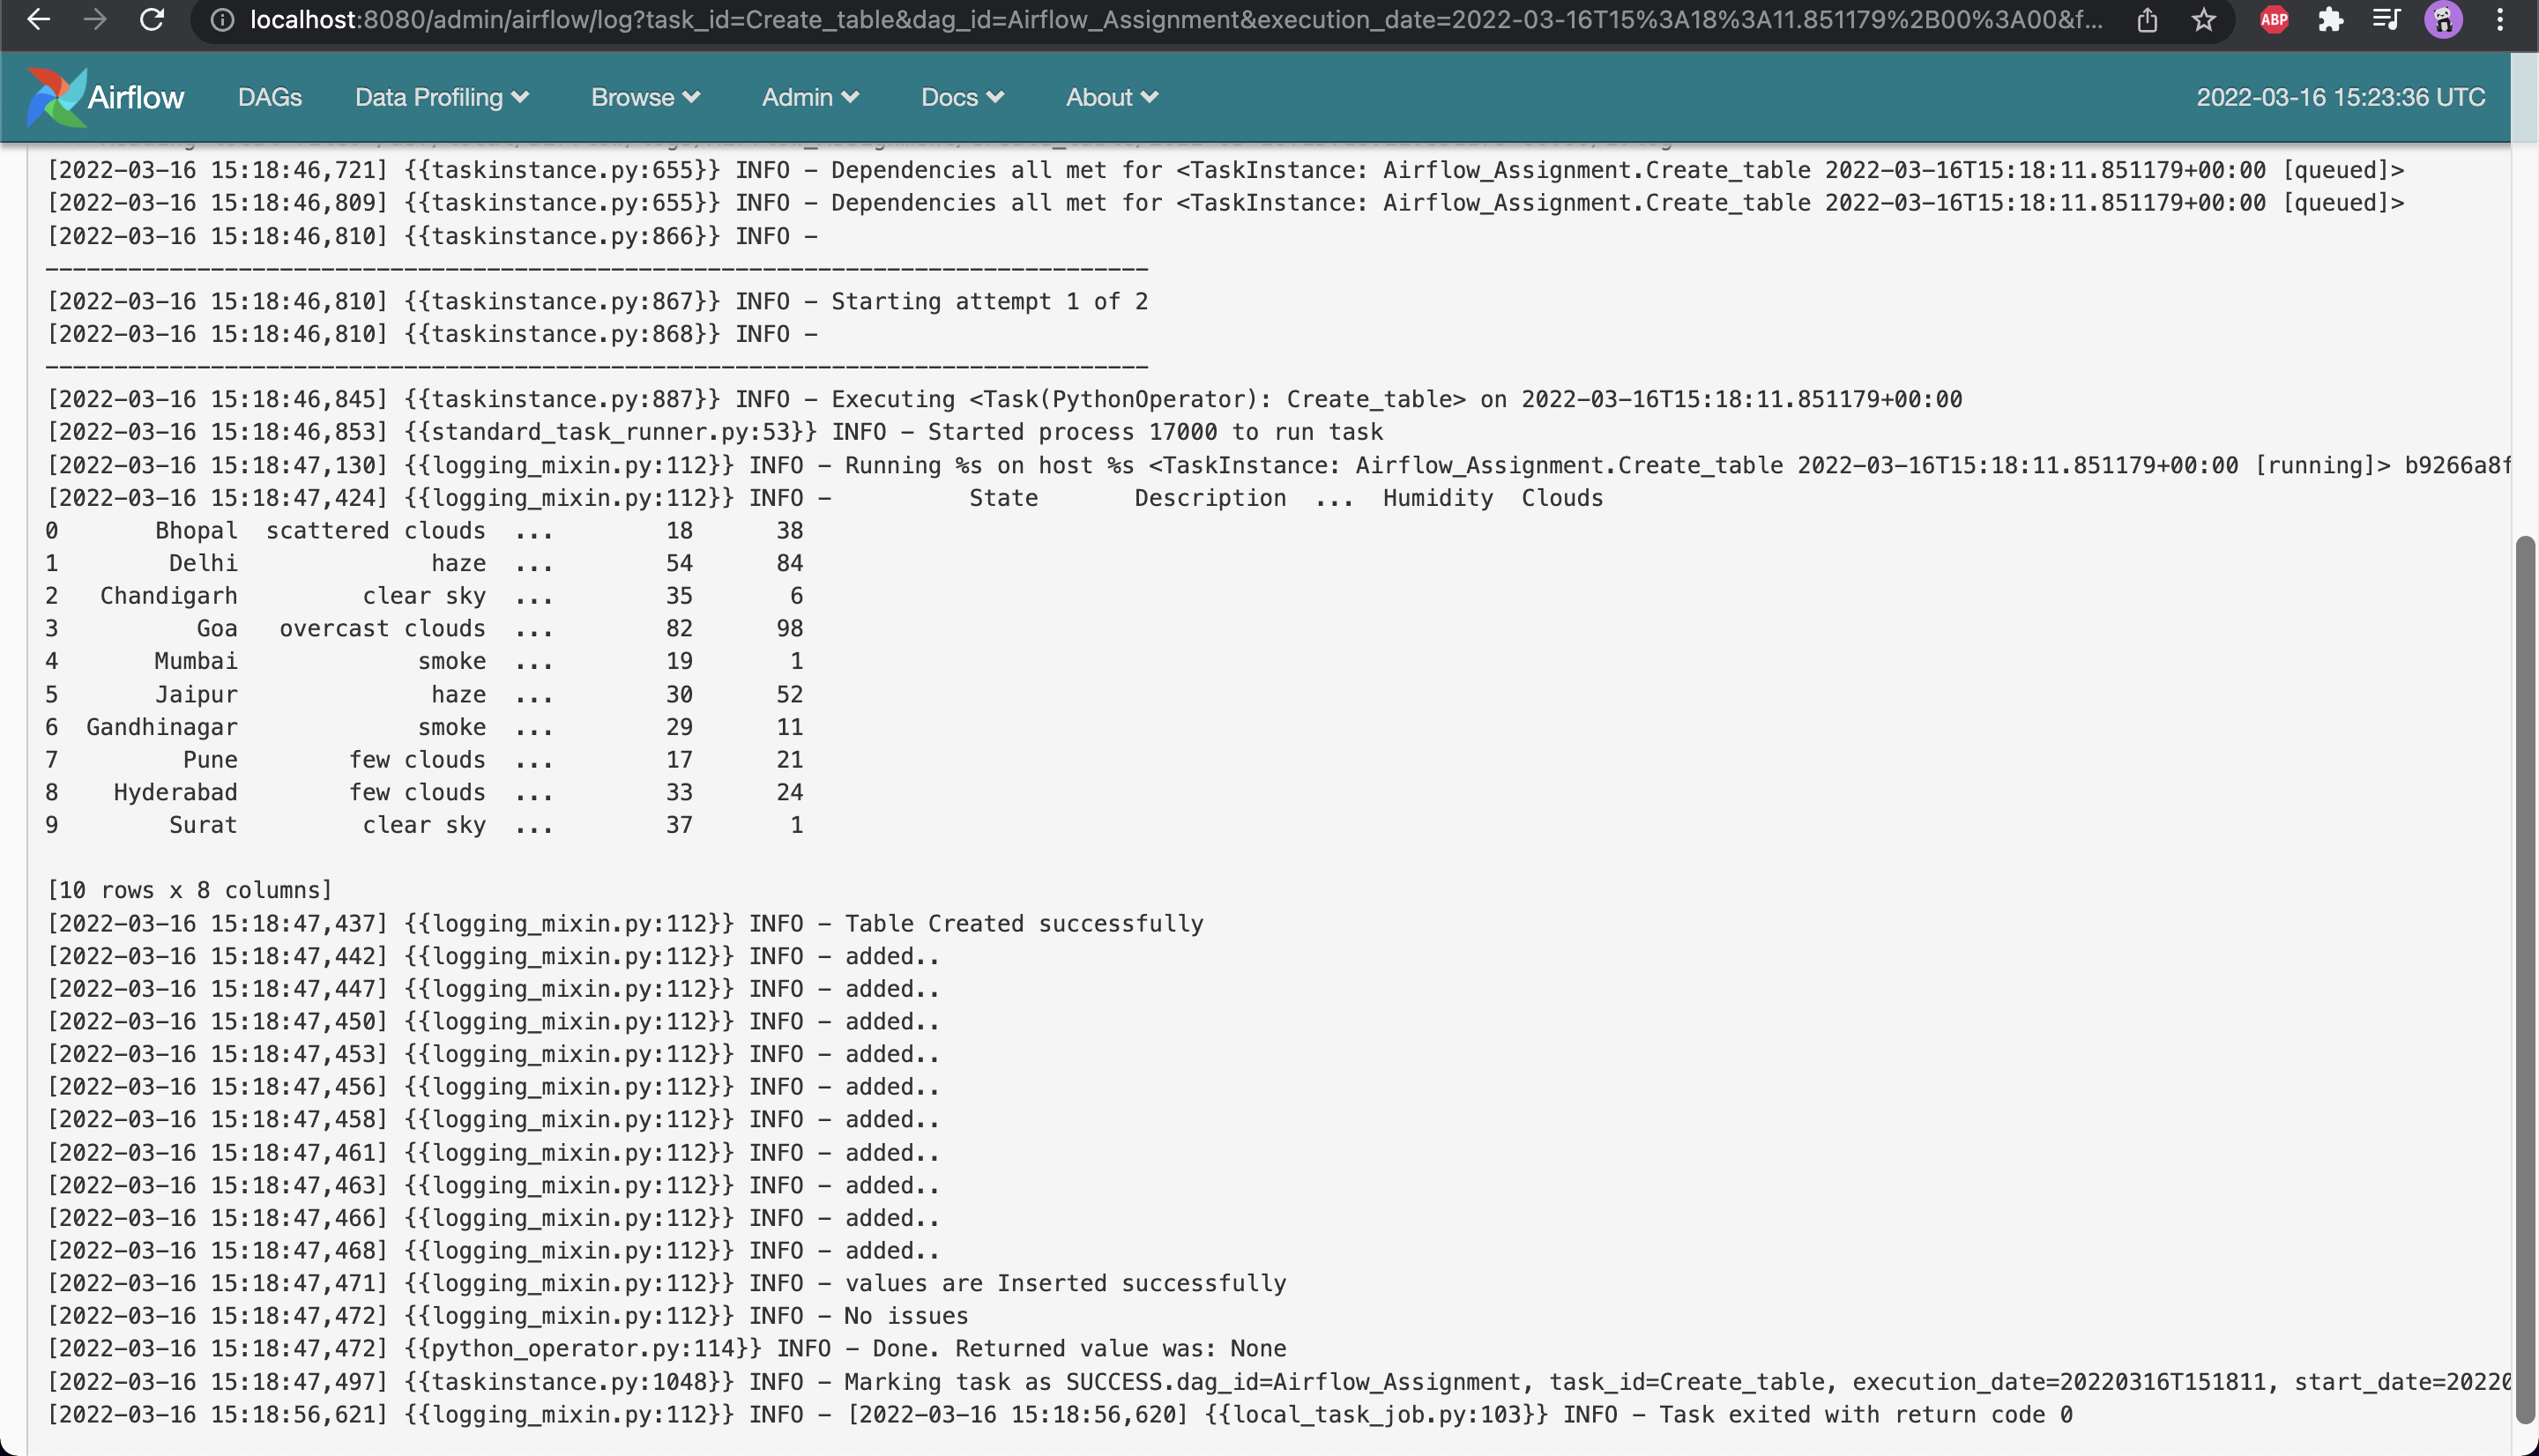 localhost:8080/admin/airflow/log?task_id=Create_table&dag_id=Airflow_Assignment&execution_date=2022-03-16T15%3A18%3A11.851179%2B00%3A00&f...
ABP
Airflow DAGs Data Profiling Browse Admin Docs About 2022-03-16 15:23:36 UTC
[2022-03-16 15:18:46,721] {{taskinstance.py:655}} INFO - Dependencies all met for <TaskInstance: Airflow_Assignment.Create_table 2022-03-16T15:18:11.851179+00:00 [queued]>
[2022-03-16 15:18:46,809] {{taskinstance.py:655}} INFO - Dependencies all met for <TaskInstance: Airflow_Assignment.Create_table 2022-03-16T15:18:11.851179+00:00 [queued]>
[2022-03-16 15:18:46,810] {{taskinstance.py:866}} INFO -
--------------------------------------------------------------------------------
[2022-03-16 15:18:46,810] {{taskinstance.py:867}} INFO - Starting attempt 1 of 2
[2022-03-16 15:18:46,810] {{taskinstance.py:868}} INFO -
--------------------------------------------------------------------------------
[2022-03-16 15:18:46,845] {{taskinstance.py:887}} INFO - Executing <Task(PythonOperator): Create_table> on 2022-03-16T15:18:11.851179+00:00
[2022-03-16 15:18:46,853] {{standard_task_runner.py:53}} INFO - Started process 17000 to run task
[2022-03-16 15:18:47,130] {{logging_mixin.py:112}} INFO - Running %s on host %s <TaskInstance: Airflow_Assignment.Create_table 2022-03-16T15:18:11.851179+00:00 [running]> b9266a8f
[2022-03-16 15:18:47,424] {{logging_mixin.py:112}} INFO - State Description ... Humidity Clouds
0 Bhopal scattered clouds ... 18 38
1 Delhi haze ... 54 84
2 Chandigarh clear sky ... 35 6
3 Goa overcast clouds ... 82 98
4 Mumbai smoke ... 19 1
5 Jaipur haze ... 30 52
6 Gandhinagar smoke ... 29 11
7 Pune few clouds ... 17 21
8 Hyderabad few clouds ... 33 24
9 Surat clear sky ... 37 1
[10 rows x 8 columns]
[2022-03-16 15:18:47,437] {{logging_mixin.py:112}} INFO - Table Created successfully
[2022-03-16 15:18:47,442] {{logging_mixin.py:112}} INFO - added..
[2022-03-16 15:18:47,447] {{logging_mixin.py:112}} INFO - added..
[2022-03-16 15:18:47,450] {{logging_mixin.py:112}} INFO - added..
[2022-03-16 15:18:47,453] {{logging_mixin.py:112}} INFO - added..
[2022-03-16 15:18:47,456] {{logging_mixin.py:112}} INFO - added..
[2022-03-16 15:18:47,458] {{logging_mixin.py:112}} INFO - added..
[2022-03-16 15:18:47,461] {{logging_mixin.py:112}} INFO - added..
[2022-03-16 15:18:47,463] {{logging_mixin.py:112}} INFO - added..
[2022-03-16 15:18:47,466] {{logging_mixin.py:112}} INFO - added..
[2022-03-16 15:18:47,468] {{logging_mixin.py:112}} INFO - added..
[2022-03-16 15:18:47,471] {{logging_mixin.py:112}} INFO - values are Inserted successfully
[2022-03-16 15:18:47,472] {{logging_mixin.py:112}} INFO - No issues
[2022-03-16 15:18:47,472] {{python_operator.py:114}} INFO - Done. Returned value was: None
[2022-03-16 15:18:47,497] {{taskinstance.py:1048}} INFO - Marking task as SUCCESS.dag_id=Airflow_Assignment, task_id=Create_table, execution_date=20220316T151811, start_date=20220
[2022-03-16 15:18:56,621] {{logging_mixin.py:112}} INFO - [2022-03-16 15:18:56,620] {{local_task_job.py:103}} INFO - Task exited with return code 0